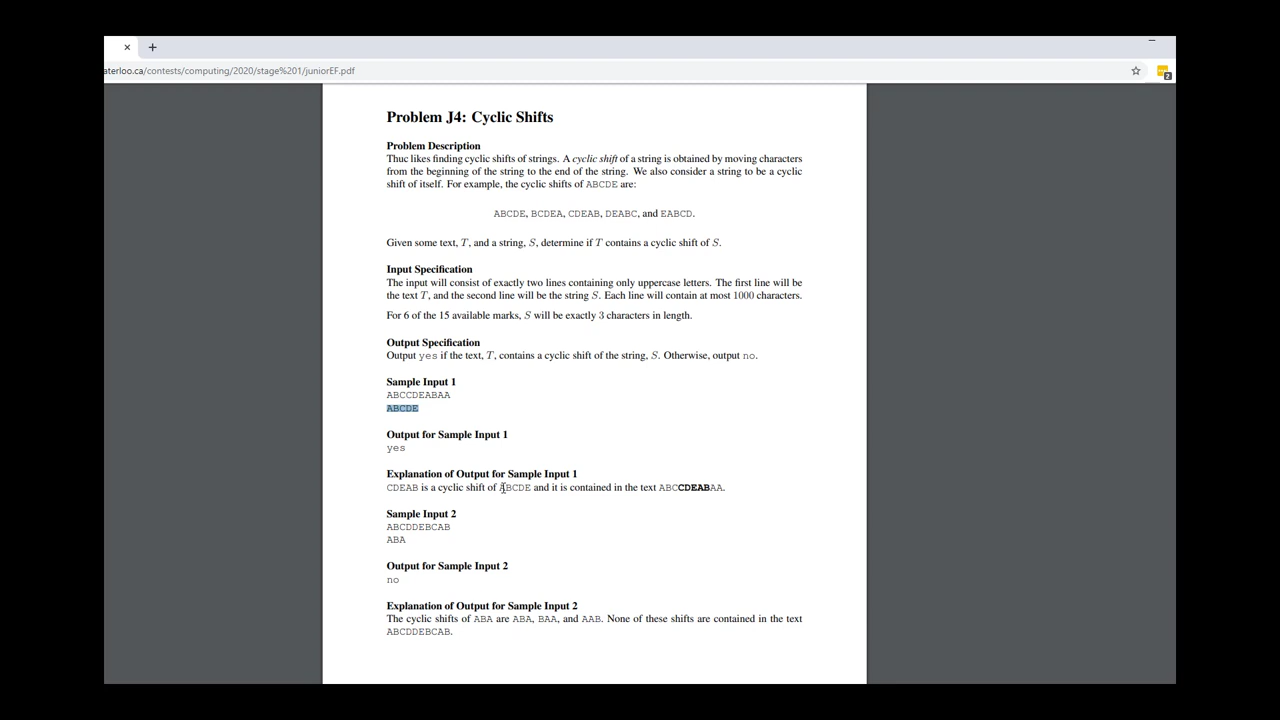 aterloo.ca/contests/computing/2020/stage%201/juniorEF.pdf
2
Problem J4: Cyclic Shifts
Problem Description
Thuc likes finding cyclic shifts of strings. A cyclic shift of a string is obtained by moving characters
from the beginning of the string to the end of the string. We also consider a string to be a cyclic
shift of itself. For example, the cyclic shifts of ABCDE are:
ABCDE, BCDEA, CDEAB, DEABC, and EABCD.
Given some text, T, and a string, S, determine if T contains a cyclic shift of S.
Input Specification
The input will consist of exactly two lines containing only uppercase letters. The first line will be
the text T, and the second line will be the string S. Each line will contain at most 1000 characters.
For 6 of the 15 available marks, S will be exactly 3 characters in length.
Output Specification
Output yes if the text, T, contains a cyclic shift of the string, S. Otherwise, output no.
Sample Input 1
ABCCDEABAA
ABCDE
Output for Sample Input 1
yes
Explanation of Output for Sample Input 1
CDEAB is a cyclic shift of ABCDE and it is contained in the text ABCCDEABAA.
Sample Input 2
ABCDDEBCAB
ABA
Output for Sample Input 2
no
Explanation of Output for Sample Input 2
The cyclic shifts of ABA are ABA, BAA, and AAB. None of these shifts are contained in the text
ABCDDEBCAB.